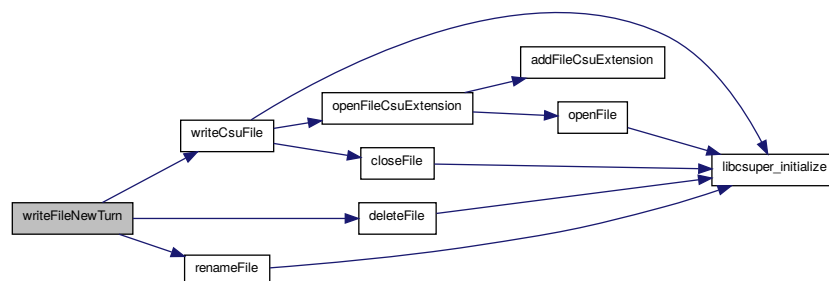 addFileCsuExtension
openFileCsuExtension
openFile
writeCsuFile
closeFile
libcsuper_initialize
writeFileNewTurn
deleteFile
renameFile